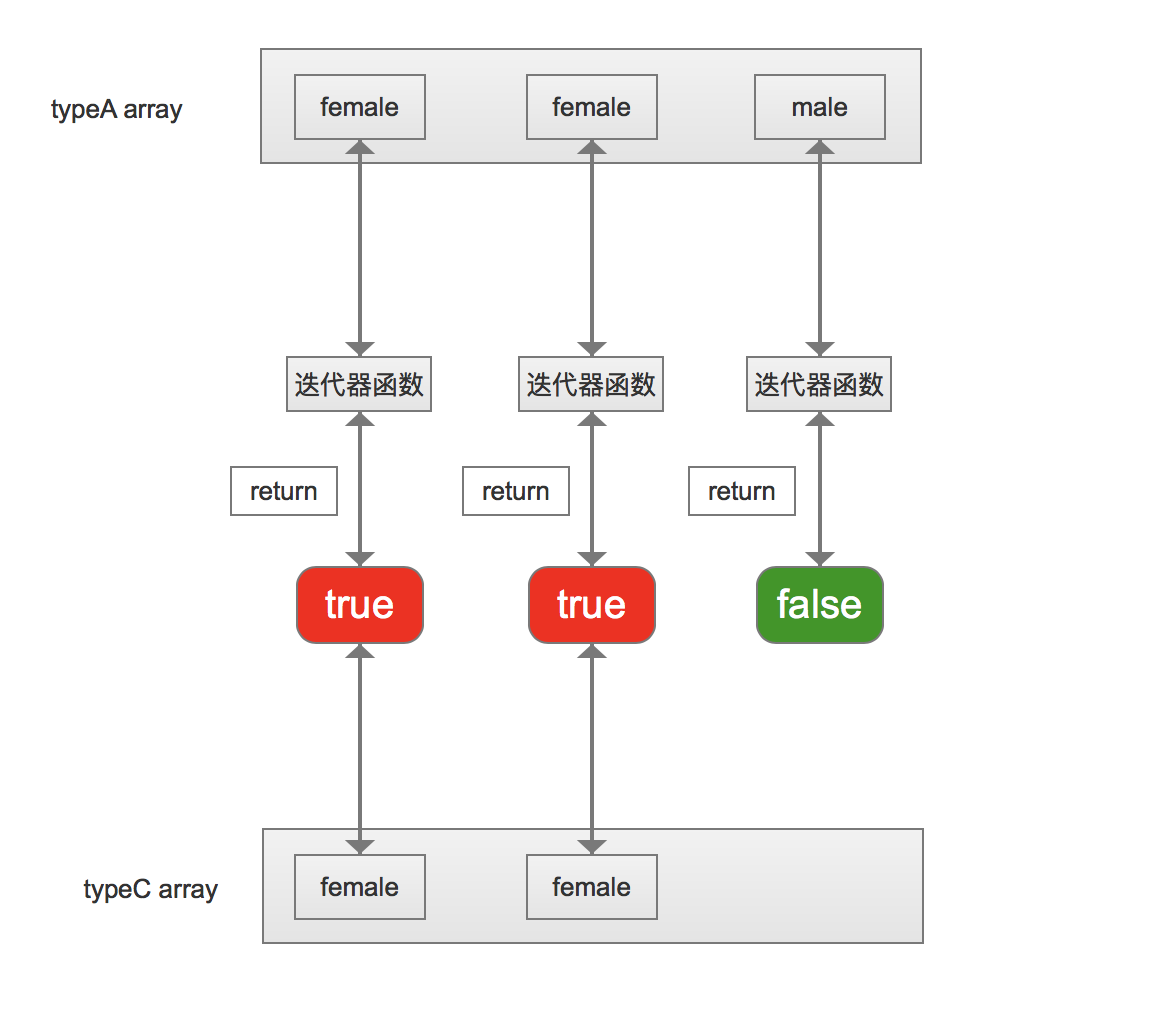 typeA array
female
female
male
迭代器函数
迭代器函数
迭代器函数
return
return
return
true
true
false
typeC array
female
female